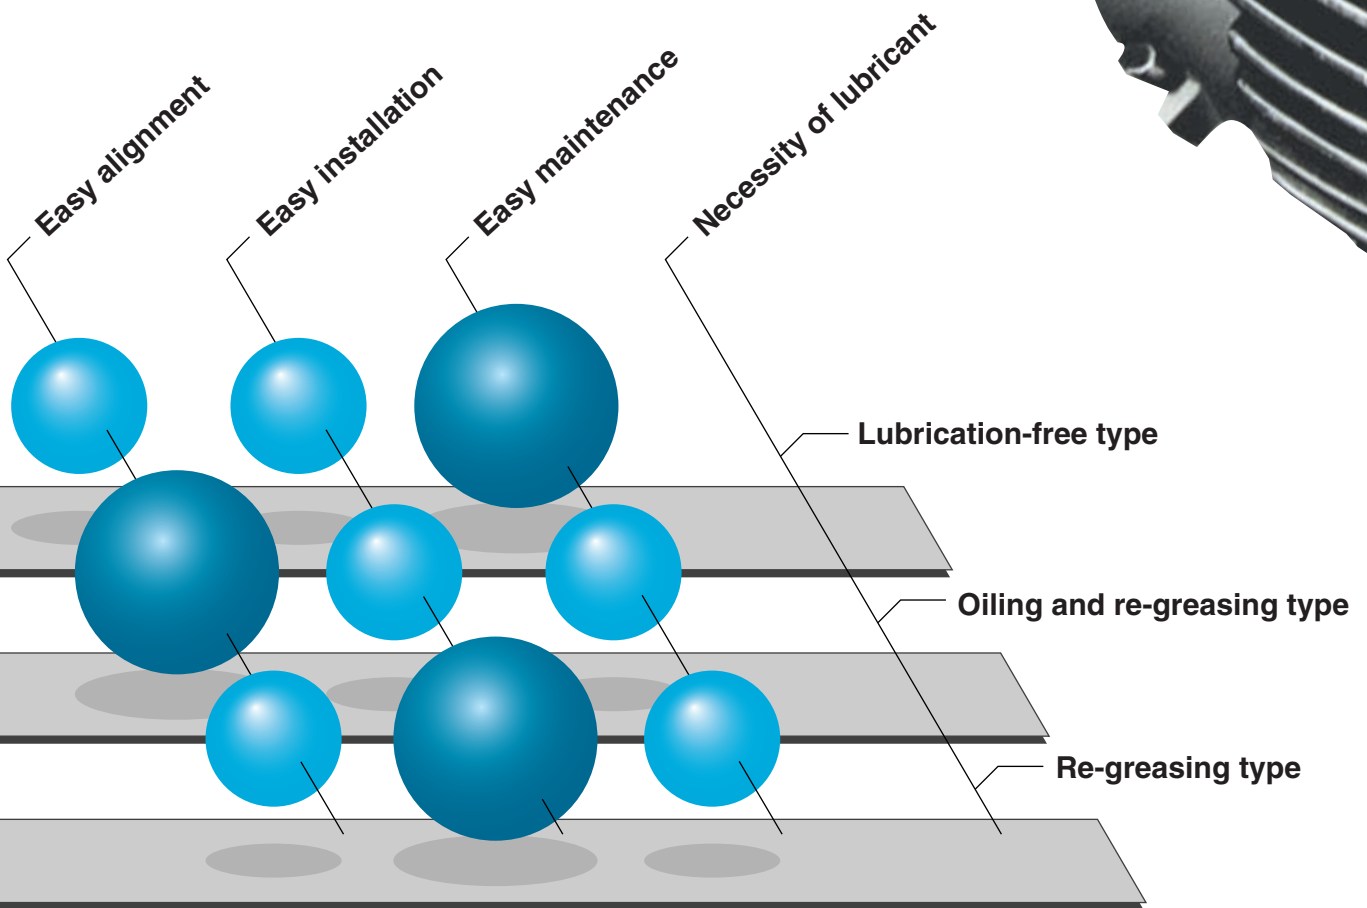 Easy alignment
Easy installation
Easy maintenance
Necessity of lubricant
Lubrication-free type
Oiling and re-greasing type
Re-greasing type